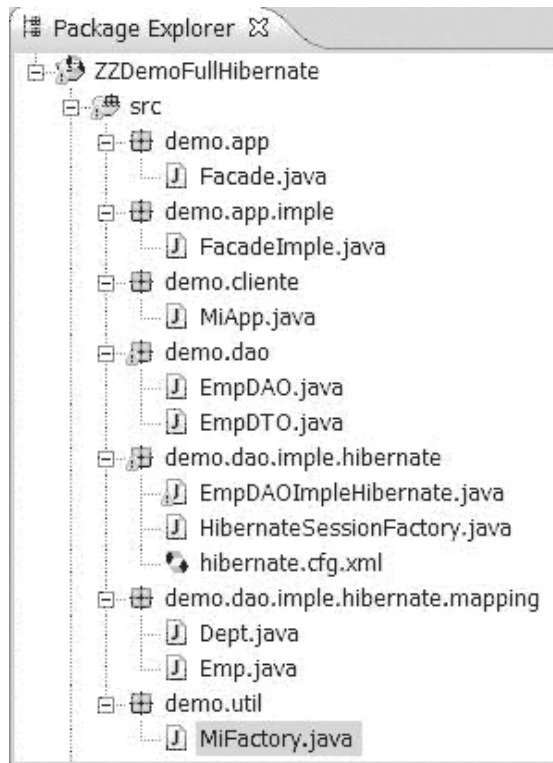 Package Explorer
ZZDemoFullHibernate
src
demo.app
Facade.java
demo.app.imple
FacadeImple.java
demo.cliente
MiApp.java
demo.dao
EmpDAO.java
EmpDTO.java
demo.dao.imple.hibernate
EmpDAOImpleHibernate.java
HibernateSessionFactory.java
hibernate.cfg.xml
demo.dao.imple.hibernate.mapping
Dept.java
Emp.java
demo.util
MiFactory.java